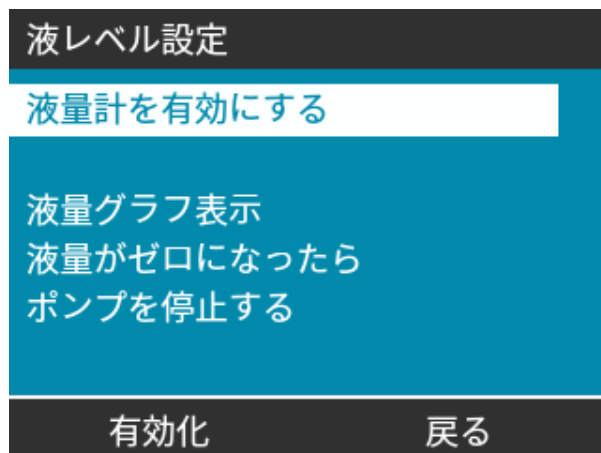 液レベル設定
液量計を有効にする
液量グラフ表示
液量がゼロになったら
ポンプを停止する
有効化 戻る